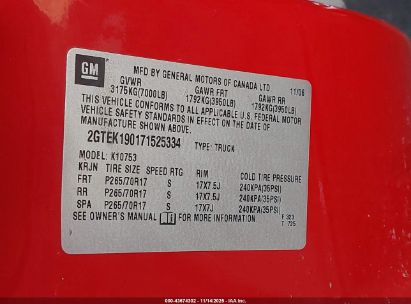 GM
MFD BY GENERAL MOTORS OF CANADA LTD 11/06
GVWR GAWR FRT GAWR RR
3175KG(7000LB) 1792KG(3950LB) 1792KG(3950LB)
THIS VEHICLE CONFORMS TO ALL APPLICABLE U.S. FEDERAL MOTOR
VEHICLE SAFETY STANDARDS IN EFFECT ON THE DATE OF
MANUFACTURE SHOWN ABOVE.
2GTEK190171525334 TYPE: TRUCK
MODEL: K10753
KRJN TIRE SIZE SPEED RTG RIM COLD TIRE PRESSURE
FRT P265/70R17 S 17X7.5J 240KPA(35PSI)
RR P265/70R17 S 17X7.5J 240KPA(35PSI)
SPA P265/70R17 S 17X7J 240KPA(35PSI)
SEE OWNER'S MANUAL FOR MORE INFORMATION